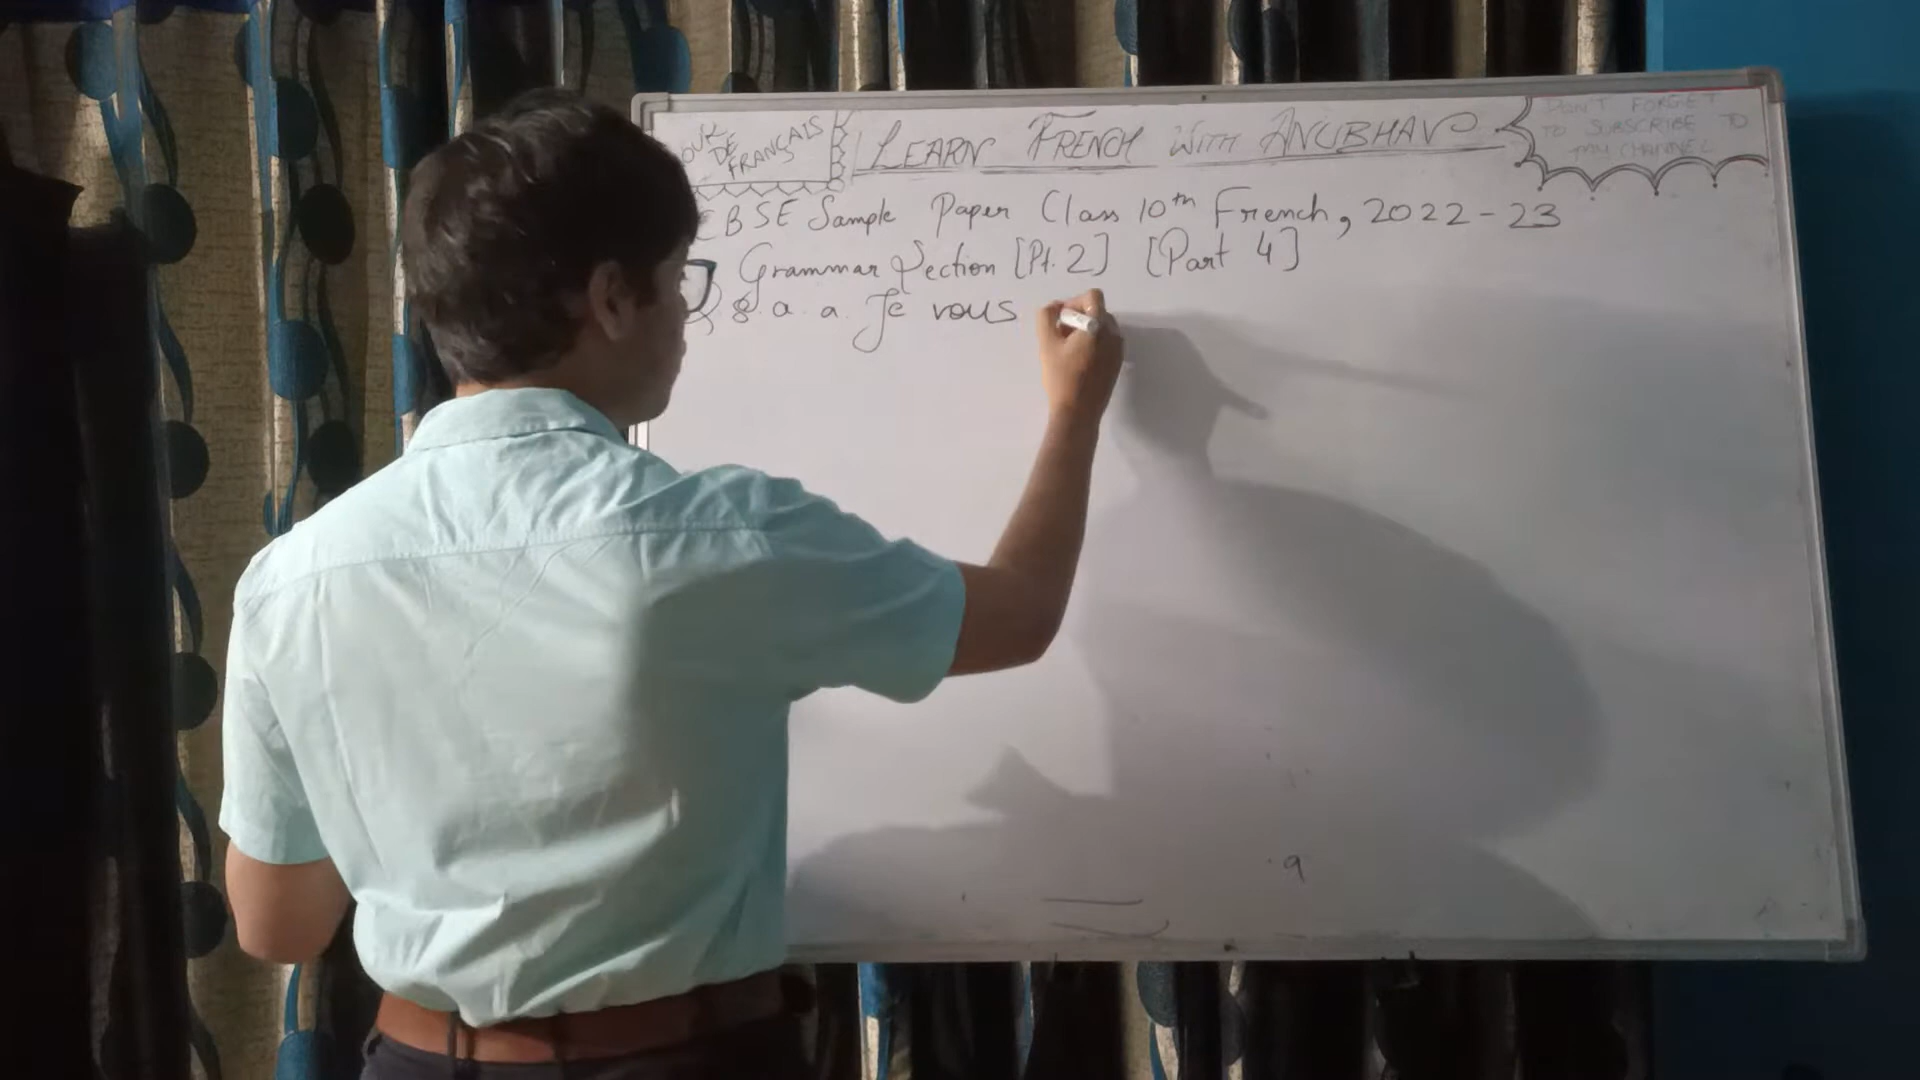 DE
FRANÇAIS
LEARN FRENCH WITH ANUBHAV
DON'T FORGET
TO SUBSCRIBE TO
MY CHANNEL
CBSE Sample Paper Class 10th French, 2022-23
Grammar Section [Pt. 2] [Part 4]
Q 8. a. a. Je vous
9